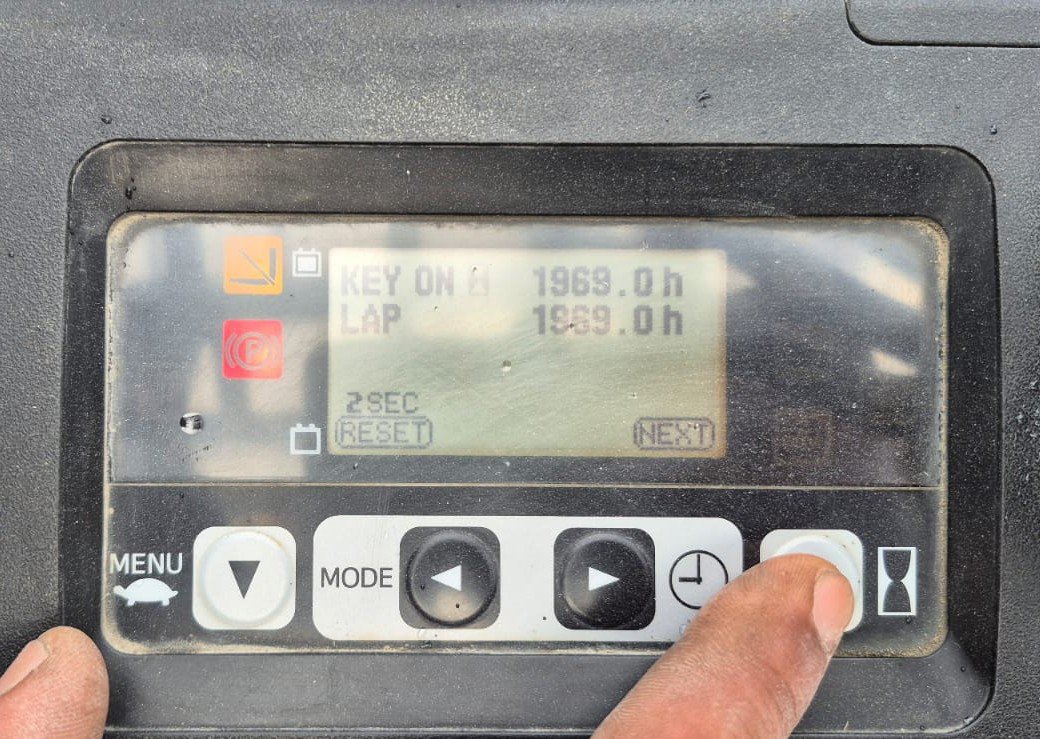 KEY ON 1969.0h
LAP 1969.0h
2SEC
RESET NEXT
MENU
MODE